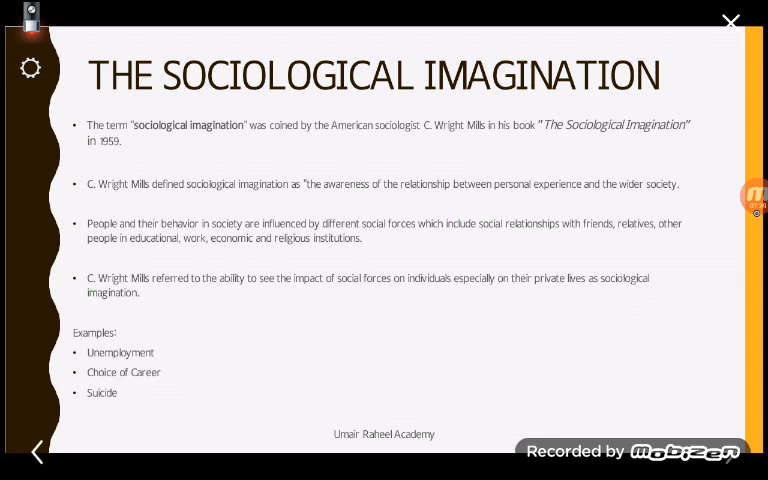 THE SOCIOLOGICAL IMAGINATION
• The term "sociological imagination" was coined by the American sociologist C. Wright Mills in his book "The Sociological Imagination"
in 1959.
• C. Wright Mills defined sociological imagination as "the awareness of the relationship between personal experience and the wider society.
• People and their behavior in society are influenced by different social forces which include social relationships with friends, relatives, other
people in educational, work, economic and religious institutions.
• C. Wright Mills referred to the ability to see the impact of social forces on individuals especially on their private lives as sociological
imagination.
Examples:
• Unemployment
• Choice of Career
• Suicide
Umair Raheel Academy
Recorded by mobizen